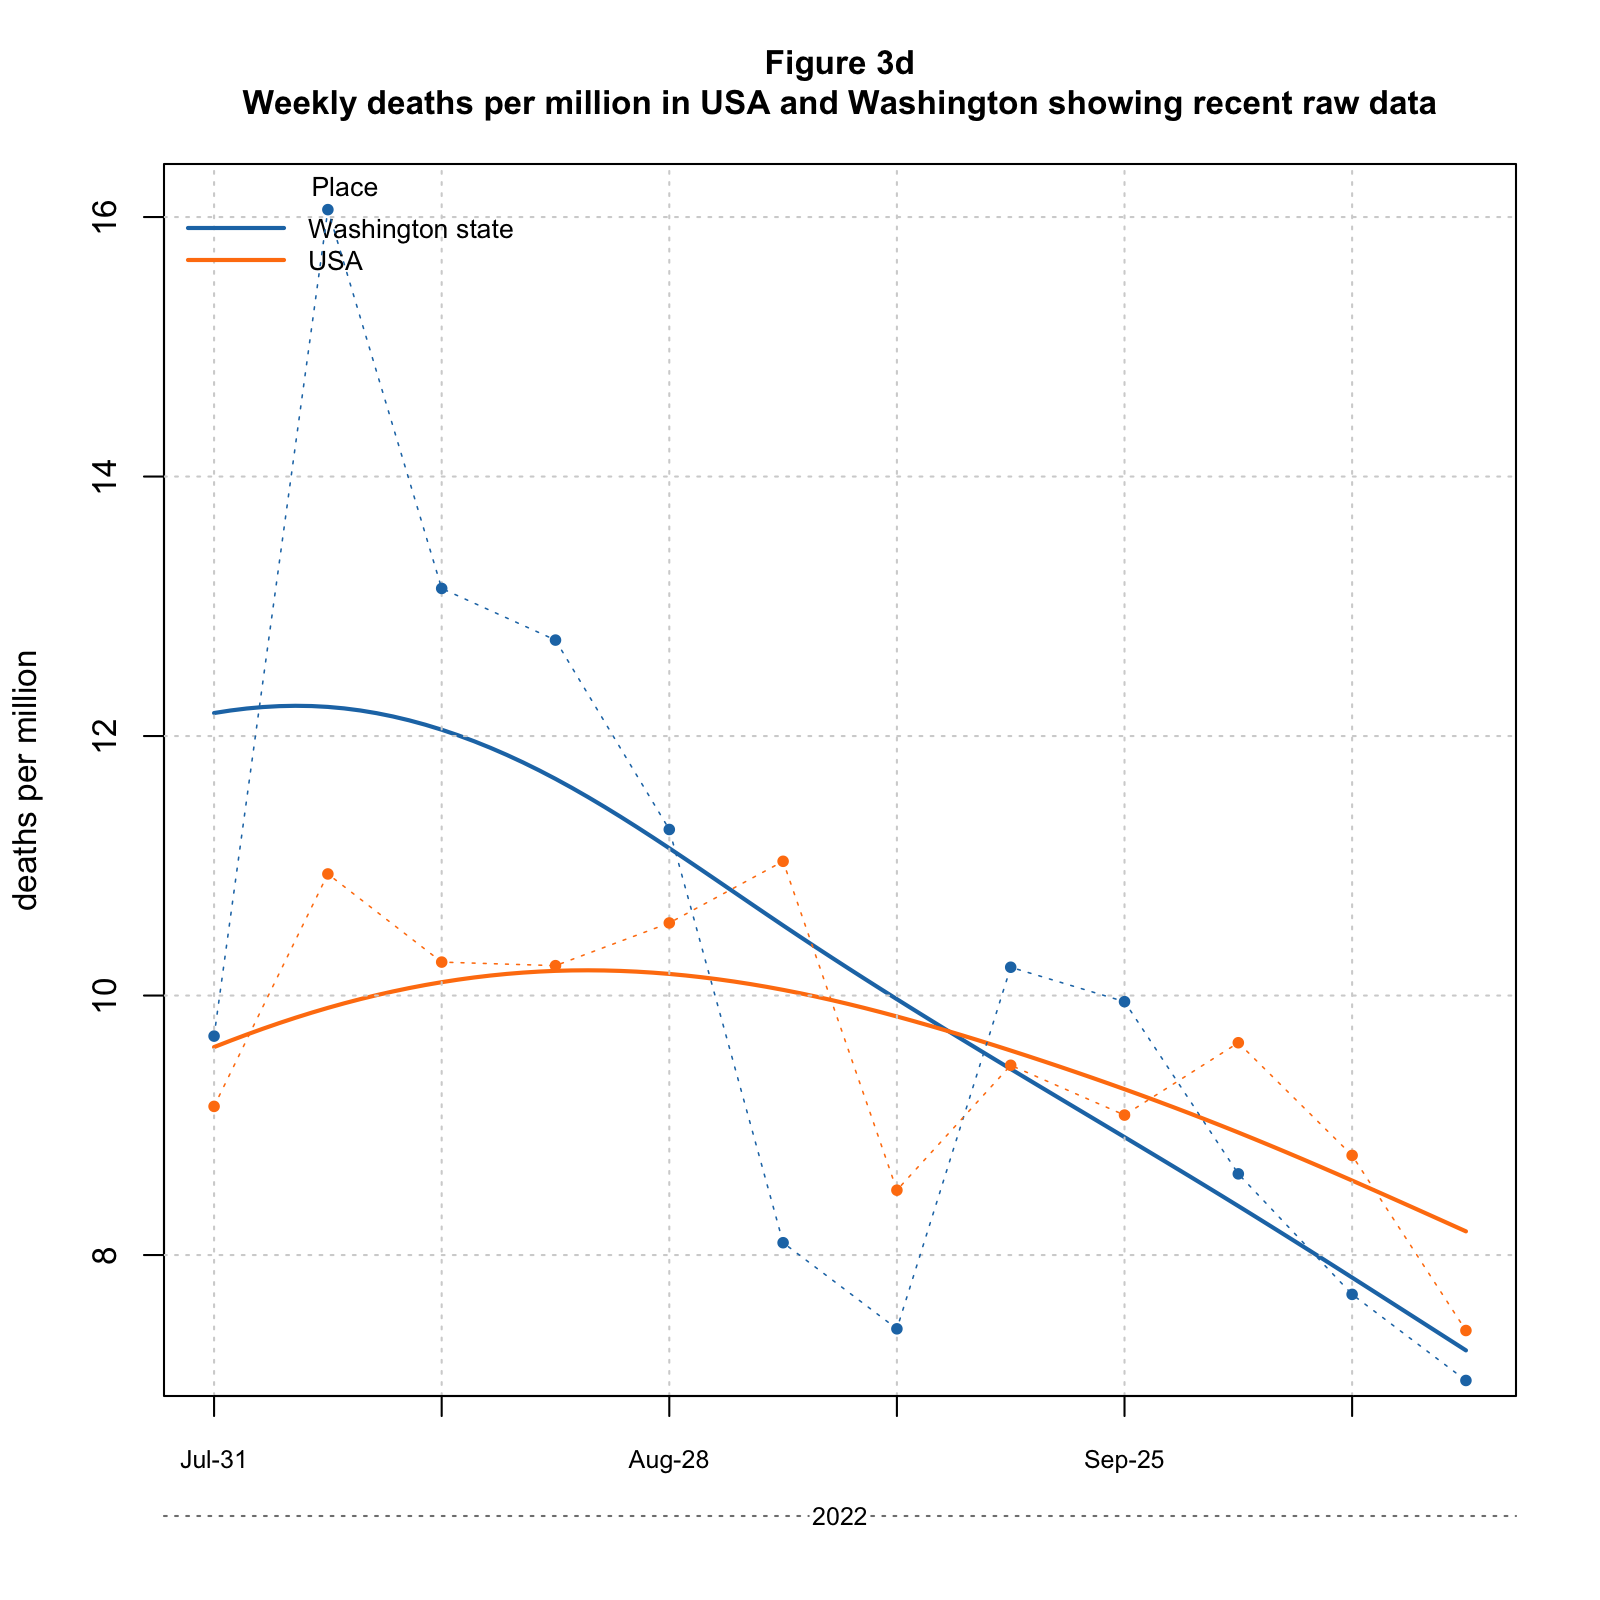 Figure 3d
Weekly deaths per million in USA and Washington showing recent raw data
Place
Washington state
USA
deaths per million
16
14
12
10
8
Jul-31
Aug-28
Sep-25
2022